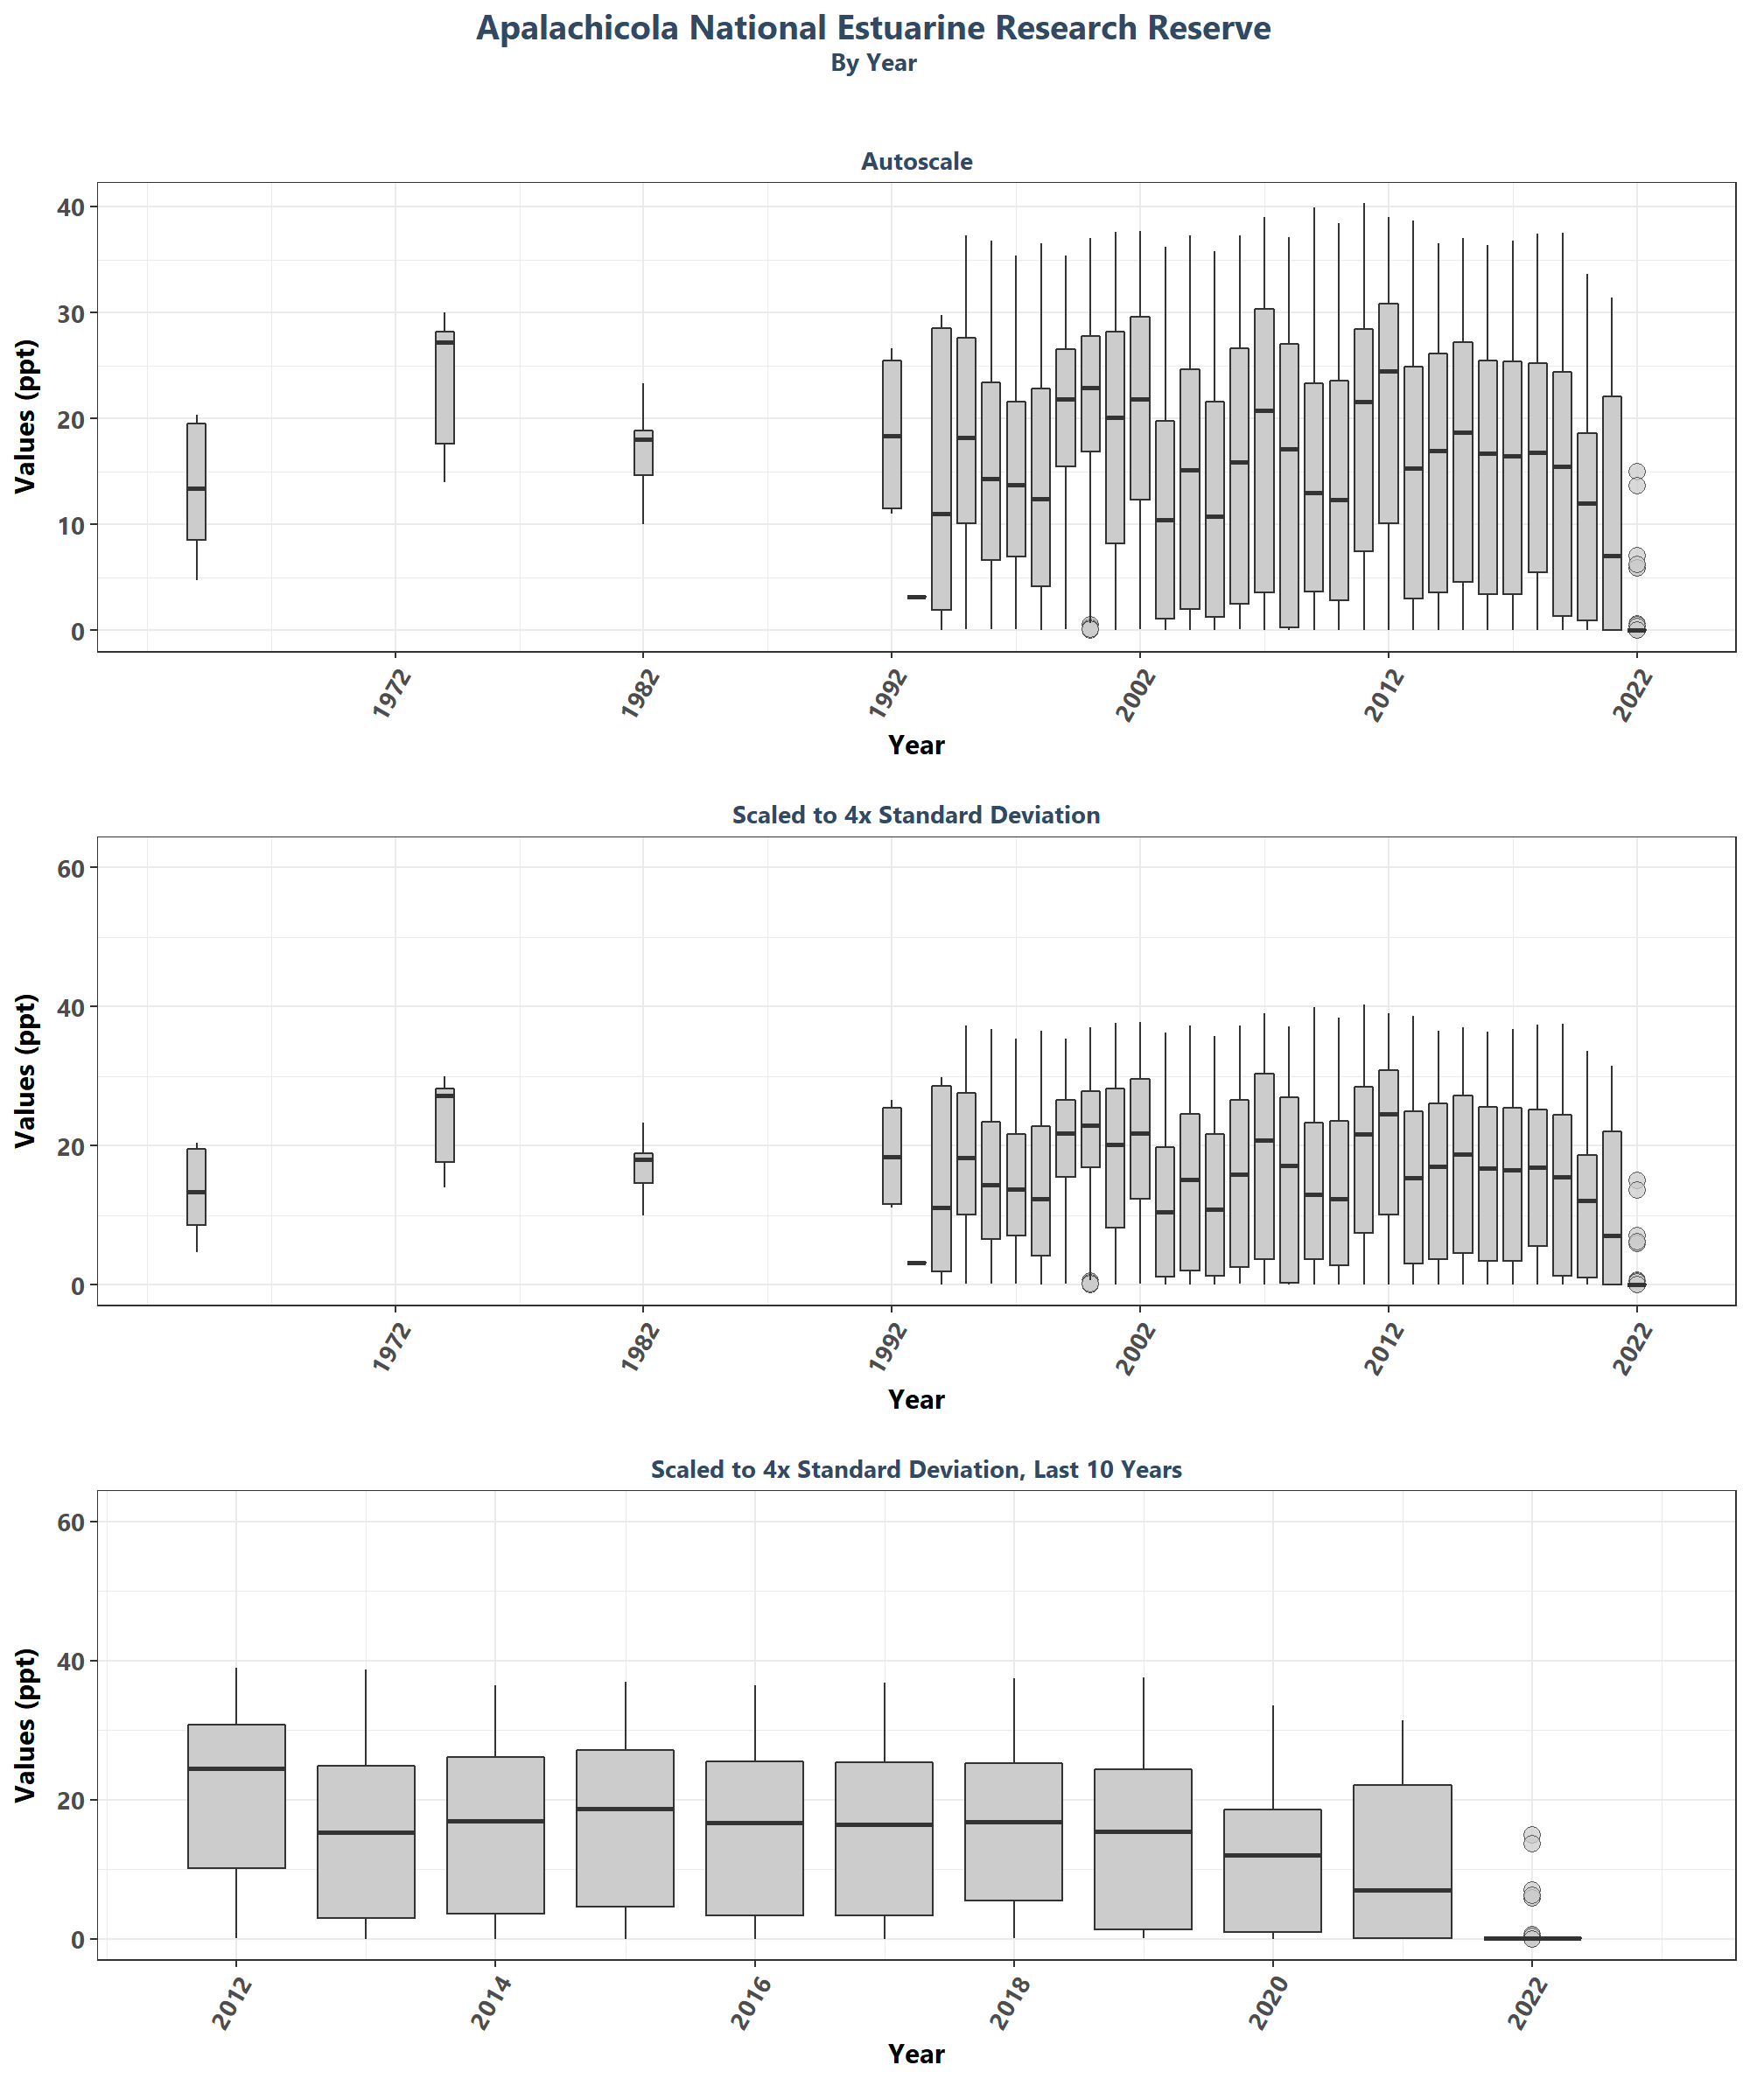 Apalachicola National Estuarine Research Reserve
By Year
Autoscale
Values (ppt)
40
30
20
10
0
1972
1982
1992
2002
2012
2022
Year
Scaled to 4x Standard Deviation
Values (ppt)
60
40
20
0
1972
1982
1992
2002
2012
2022
Year
Scaled to 4x Standard Deviation, Last 10 Years
Values (ppt)
60
40
20
0
2012
2014
2016
2018
2020
2022
Year